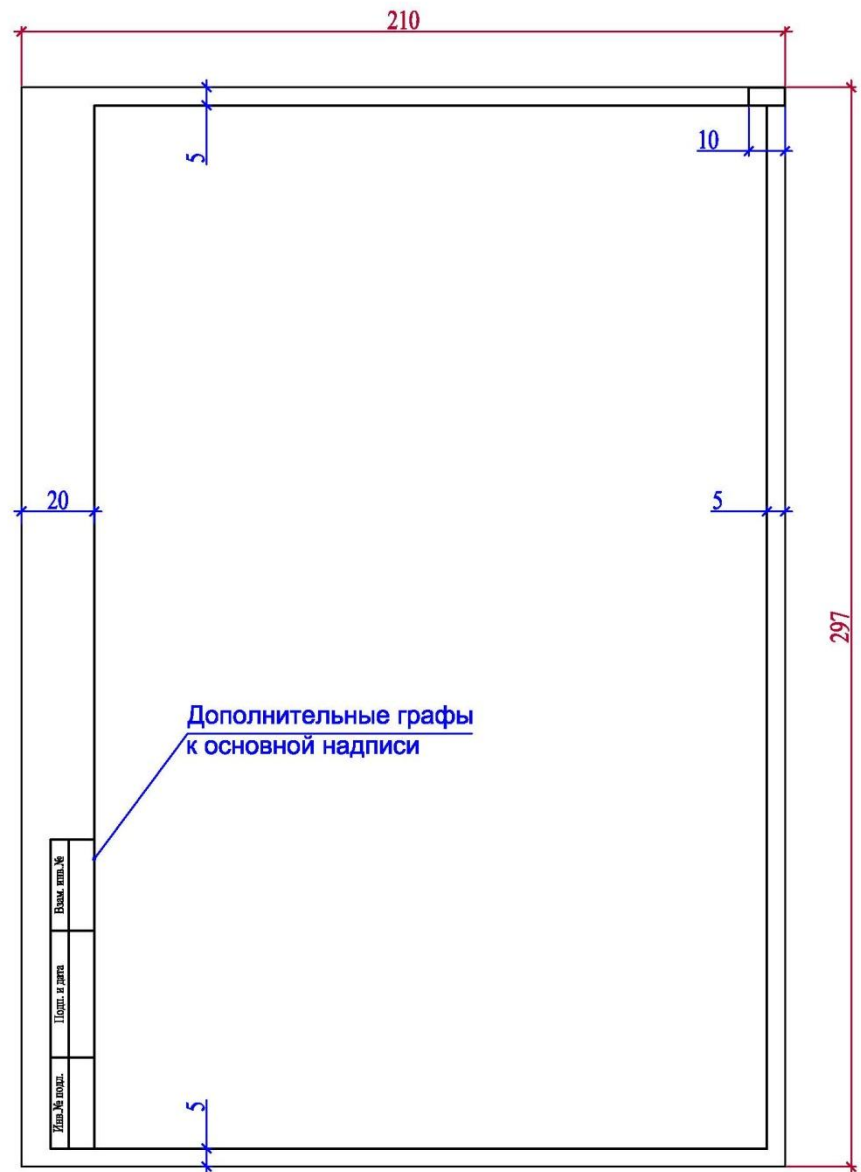 210
10
5
20
5
297
Дополнительные графы
к основной надписи
Взам. инв.№
Подп. и дата
Инв.№ подл.
5